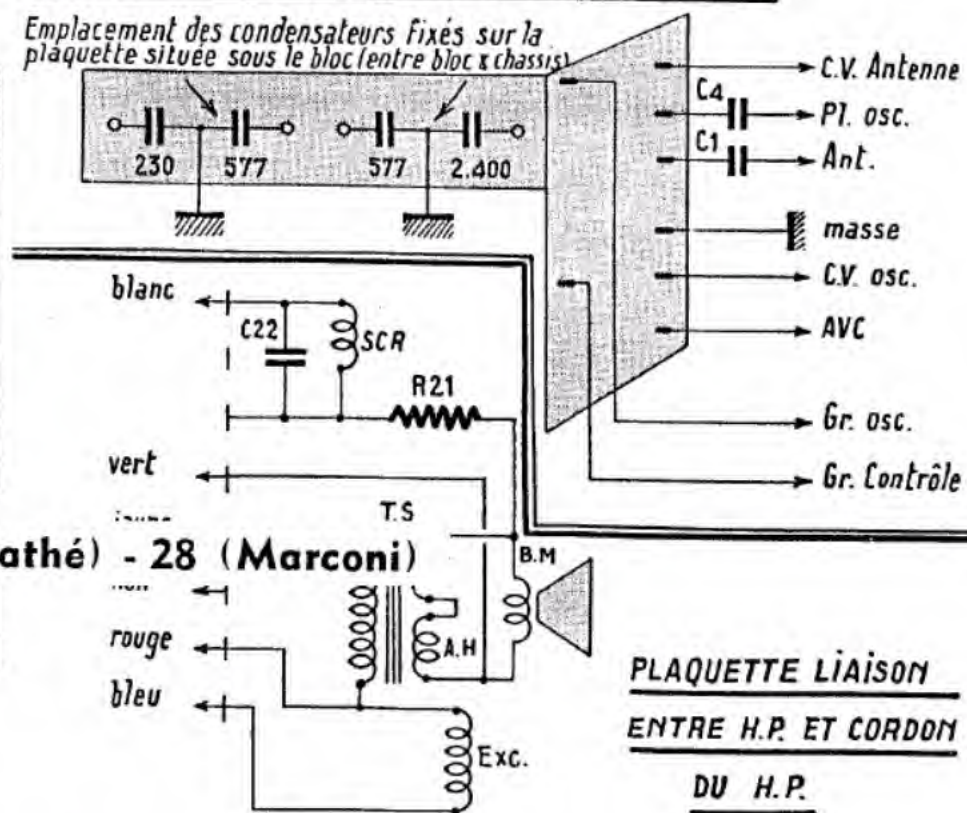 Emplacement des condensateurs fixés sur la
plaquette située sous le bloc (entre bloc & chassis)
230
577
577
2.400
C.V. Antenne
C4
Pl. osc.
C1
Ant.
masse
C.V. osc.
AVC
Gr. osc.
Gr. Contrôle
blanc
C22
SCR
R21
vert
T.S
athé) - 28 (Marconi)
B.M
A.H
rouge
bleu
Exc.
PLAQUETTE LIAISON
ENTRE H.P. ET CORDON
DU H.P.